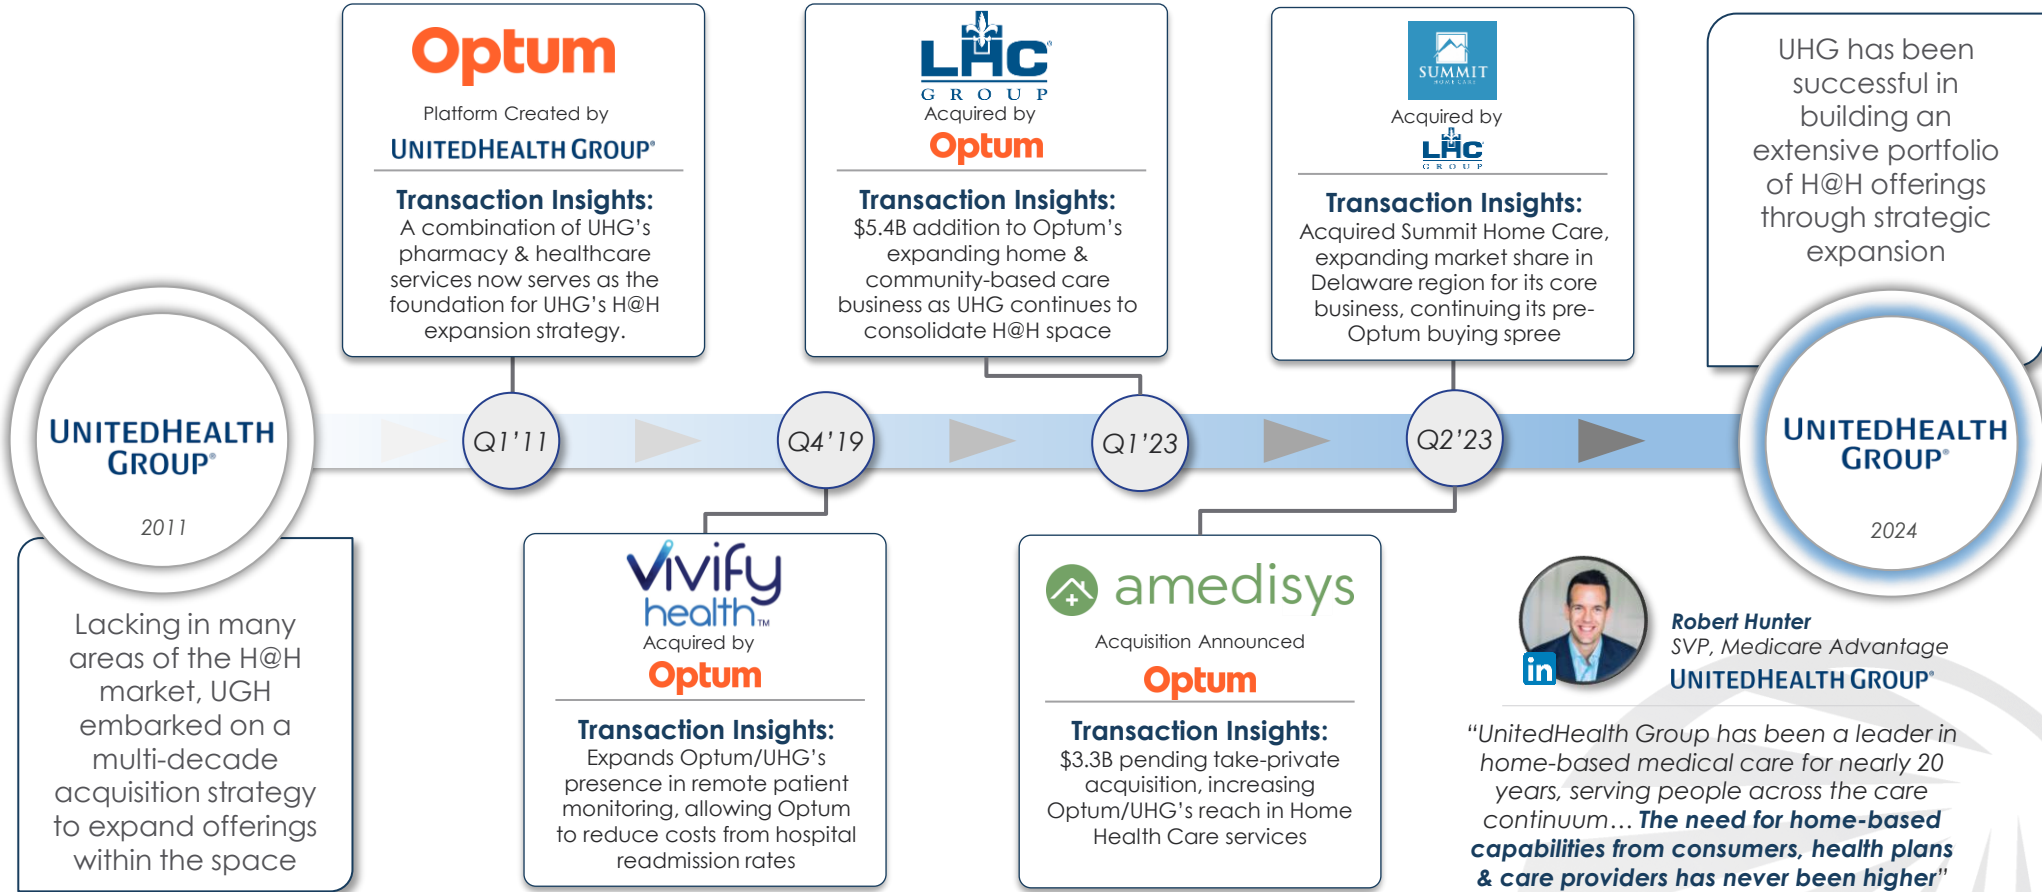 Optum
Platform Created by
UNITEDHEALTH GROUP®
Transaction Insights:
A combination of UHG’s
pharmacy & healthcare
services now serves as the
foundation for UHG’s H@H
expansion strategy.
LHC®
GROUP
Acquired by
Optum
Transaction Insights:
$5.4B addition to Optum’s
expanding home &
community-based care
business as UHG continues to
consolidate H@H space
SUMMIT
HOME CARE
Acquired by
LHC
GROUP
Transaction Insights:
Acquired Summit Home Care,
expanding market share in
Delaware region for its core
business, continuing its pre-
Optum buying spree
UHG has been
successful in
building an
extensive portfolio
of H@H offerings
through strategic
expansion
UNITEDHEALTH
GROUP®
2011
Q1’11
Q4’19
Q1’23
Q2’23
UNITEDHEALTH
GROUP®
2024
Lacking in many
areas of the H@H
market, UGH
embarked on a
multi-decade
acquisition strategy
to expand offerings
within the space
Vivify
health™
Acquired by
Optum
Transaction Insights:
Expands Optum/UHG’s
presence in remote patient
monitoring, allowing Optum
to reduce costs from hospital
readmission rates
amedisys
Acquisition Announced
Optum
Transaction Insights:
$3.3B pending take-private
acquisition, increasing
Optum/UHG’s reach in Home
Health Care services
in
Robert Hunter
SVP, Medicare Advantage
UNITEDHEALTH GROUP®
“UnitedHealth Group has been a leader in
home-based medical care for nearly 20
years, serving people across the care
continuum… The need for home-based
capabilities from consumers, health plans
& care providers has never been higher”